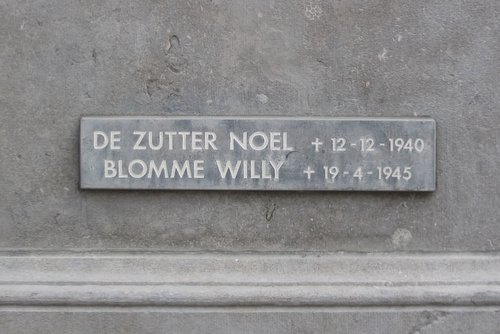 DE ZUTTER NOEL † 12-12-1940
BLOMME WILLY † 19-4-1945